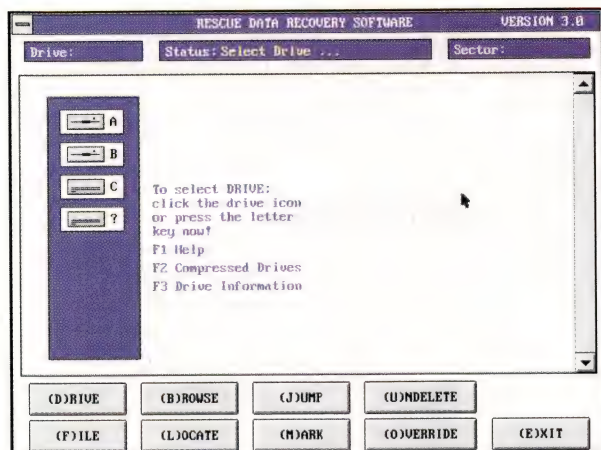 RESCUE DATA RECOVERY SOFTWARE VERSION 3.0
Drive: Status: Select Drive ... Sector:
A
B
C
?
To select DRIVE:
click the drive icon
or press the letter
key now!
F1 Help
F2 Compressed Drives
F3 Drive Information
(D)RIVE (B)ROWSE (J)UMP (U)NDELETE
(F)ILE (L)OCATE (M)ARK (O)VERRIDE (E)XIT